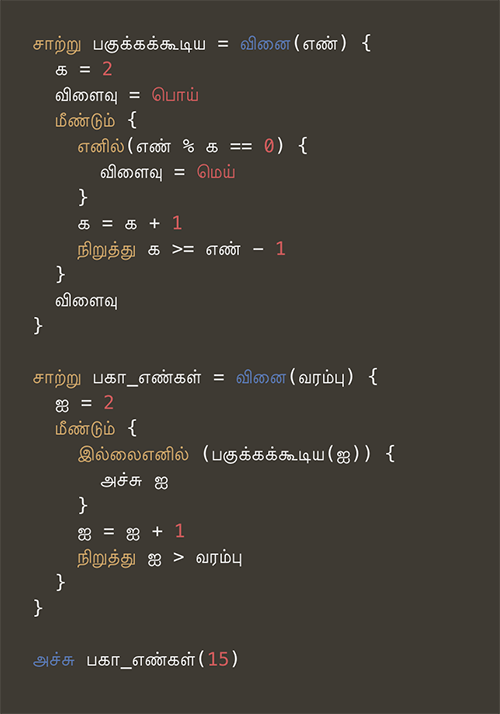 சாற்று பகுக்கக்கூடிய = வினை(எண்) {
க = 2
விளைவு = பொய்
மீண்டும் {
எனில்(எண் % க == 0) {
விளைவு = மெய்
}
க = க + 1
நிறுத்து க >= எண் − 1
}
விளைவு
}
சாற்று பகா_எண்கள் = வினை(வரம்பு) {
ஐ = 2
மீண்டும் {
இல்லைஎனில் (பகுக்கக்கூடிய(ஐ)) {
அச்சு ஐ
}
ஐ = ஐ + 1
நிறுத்து ஐ > வரம்பு
}
}
அச்சு பகா_எண்கள்(15)